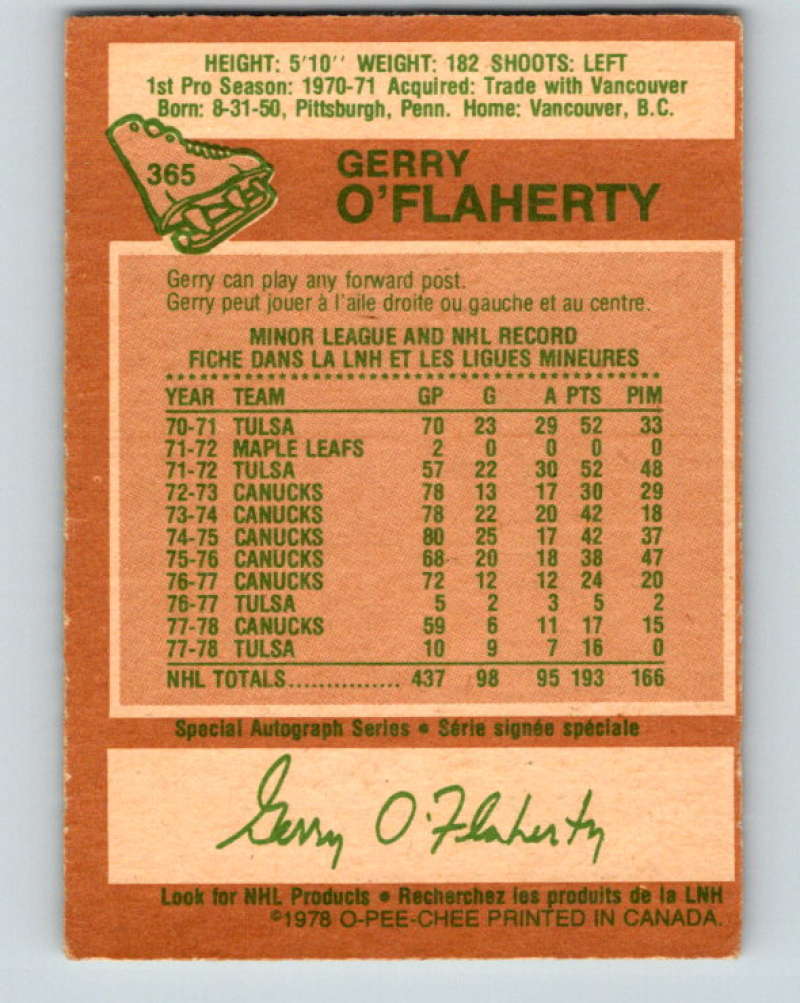 HEIGHT: 5'10'' WEIGHT: 182 SHOOTS: LEFT
1st Pro Season: 1970-71 Acquired: Trade with Vancouver
Born: 8-31-50, Pittsburgh, Penn. Home: Vancouver, B.C.
365
GERRY
O'FLAHERTY
Gerry can play any forward post.
Gerry peut jouer à l'aile droite ou gauche et au centre.
MINOR LEAGUE AND NHL RECORD
FICHE DANS LA LNH ET LES LIGUES MINEURES
YEAR TEAM GP G A PTS PIM
70-71 TULSA 70 23 29 52 33
71-72 MAPLE LEAFS 2 0 0 0 0
71-72 TULSA 57 22 30 52 48
72-73 CANUCKS 78 13 17 30 29
73-74 CANUCKS 78 22 20 42 18
74-75 CANUCKS 80 25 17 42 37
75-76 CANUCKS 68 20 18 38 47
76-77 CANUCKS 72 12 12 24 20
76-77 TULSA 5 2 3 5 2
77-78 CANUCKS 59 6 11 17 15
77-78 TULSA 10 9 7 16 0
NHL TOTALS............... 437 98 95 193 166
Special Autograph Series • Série signée spéciale
Gerry O'Flaherty
Look for NHL Products • Recherchez les produits de la LNH
©1978 O-PEE-CHEE PRINTED IN CANADA.